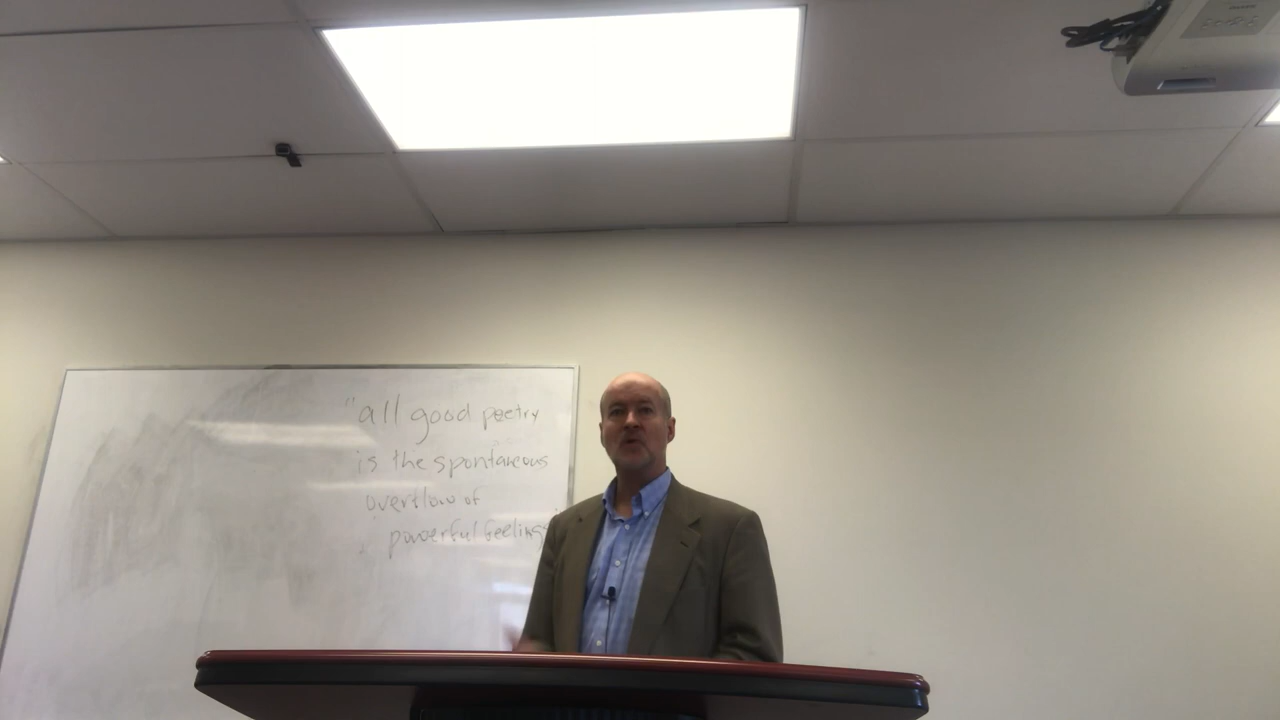 "all good poetry
is the spontaneous
overflow of
powerful feelings"